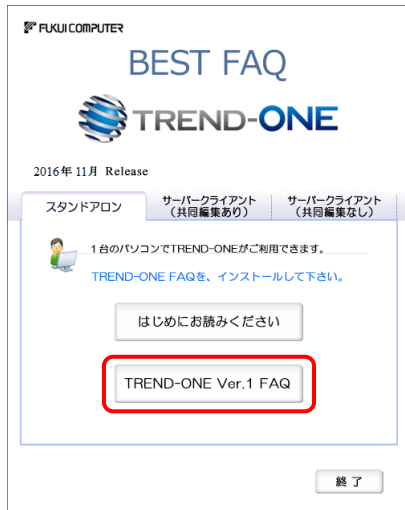 FUKUI COMPUTER
BEST FAQ
TREND-ONE
2016年 11月 Release
スタンドアロン
サーバークライアント
（共同編集あり）
サーバークライアント
（共同編集なし）
1台のパソコンでTREND-ONEがご利用できます。
TREND-ONE FAQを、インストールして下さい。
はじめにお読みください
TREND-ONE Ver.1 FAQ
終了